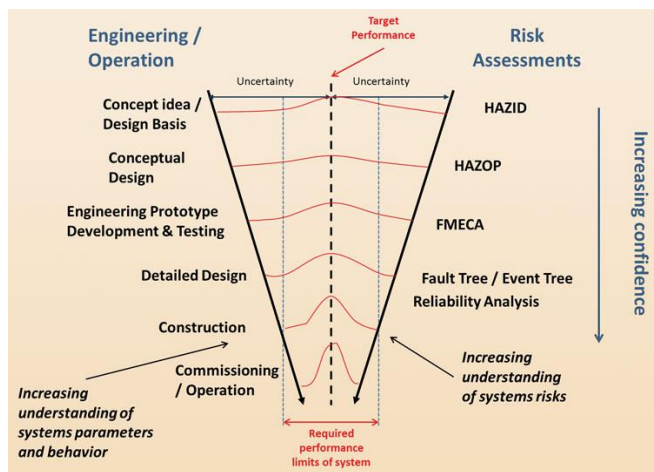 Engineering /
Operation
Target
Performance
Risk
Assessments
Uncertainty
Uncertainty
Concept idea /
Design Basis
HAZID
Conceptual
Design
HAZOP
Engineering Prototype
Development & Testing
FMECA
Detailed Design
Fault Tree / Event Tree
Reliability Analysis
Construction
Commissioning
/ Operation
Increasing confidence
Increasing
understanding of
systems parameters
and behavior
Increasing
understanding
of systems risks
Required
performance
limits of system